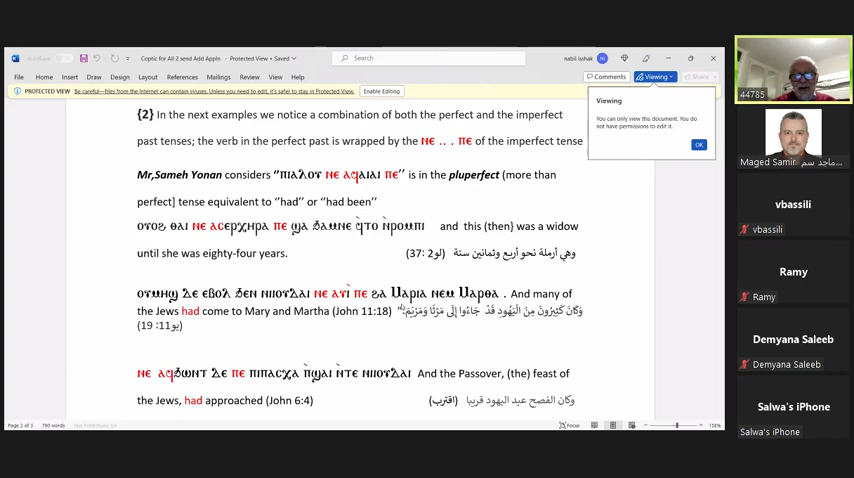 Coptic for All 2 send Add Appln - Protected View • Saved
Search
nabil isshak
File Home Insert Draw Design Layout References Mailings Review View Help
Comments Viewing Share
PROTECTED VIEW Be careful—files from the Internet can contain viruses. Unless you need to edit, it's safer to stay in Protected View. Enable Editing
Viewing
You can only view this document. You do
not have permissions to edit it.
OK
{2} In the next examples we notice a combination of both the perfect and the imperfect
past tenses; the verb in the perfect past is wrapped by the ⲛⲉ .. . ⲡⲉ of the imperfect tense
Mr,Sameh Yonan considers "ⲡⲓⲁⲗⲟⲩ ⲛⲉ ⲁϥⲁⲓⲁⲓ ⲡⲉ" is in the pluperfect (more than
perfect] tense equivalent to "had" or "had been"
ⲟⲩⲟϩ ⲑⲁⲓ ⲛⲉ ⲁⲥⲉⲣⲭⲏⲣⲁ ⲡⲉ ϣⲁ ϧⲁⲙⲛⲉ ϥ̀ⲧⲟ ⲛ̀ⲣⲟⲙⲡⲓ and this (then} was a widow
until she was eighty-four years. وهي أرملة نحو أربع وثمانين سنة (لو2 :37)
ⲟⲩⲙⲏϣ ⲇⲉ ⲉⲃⲟⲗ ϧⲉⲛ ⲛⲓⲓⲟⲩⲇⲁⲓ ⲛⲉ ⲁⲩⲓ̀ ⲡⲉ ϩⲁ Ⲙⲁⲣⲓⲁ ⲛⲉⲙ Ⲙⲁⲣⲑⲁ . And many of
the Jews had come to Mary and Martha (John 11:18) وَكَانَ كَثِيرُونَ مِنَ الْيَهُودِ قَدْ جَاءُوا إِلَى مَرْثَا وَمَرْيَمَ
(يو11: 19)
ⲛⲉ ⲁϥϧⲱⲛⲧ ⲇⲉ ⲡⲉ ⲡⲓⲡⲁⲥⲭⲁ ⲡ̀ϣⲁⲓ ⲛ̀ⲧⲉ ⲛⲓⲓⲟⲩⲇⲁⲓ And the Passover, (the) feast of
the Jews, had approached (John 6:4) وكان الفصح عيد اليهود قريبا (اقترب)
Page 2 of 3 790 words
Focus
44785
Maged Samir ماجد سم...
vbassili
vbassili
Ramy
Ramy
Demyana Saleeb
Demyana Saleeb
Salwa's iPhone
Salwa's iPhone